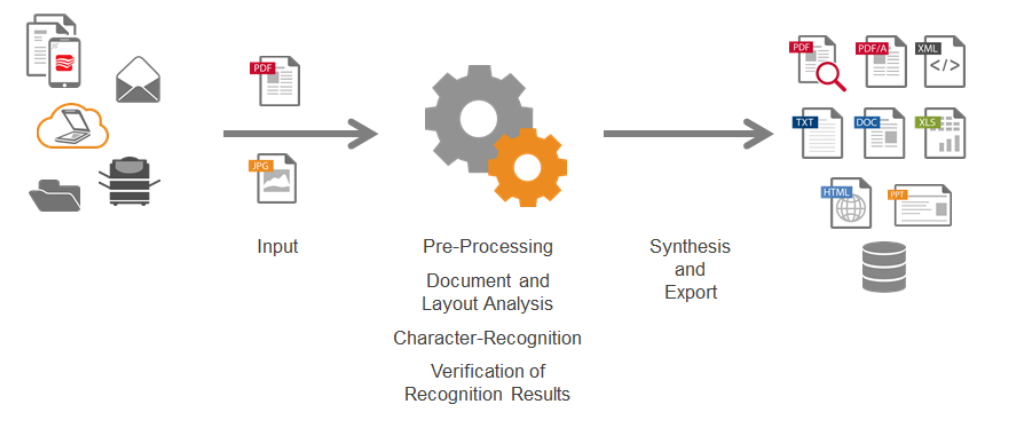 PDF
JPG
Input
Pre-Processing
Document and
Layout Analysis
Character-Recognition
Verification of
Recognition Results
Synthesis
and
Export
PDF
PDF/A
XML
</>
TXT
DOC
XLS
HTML
PPT